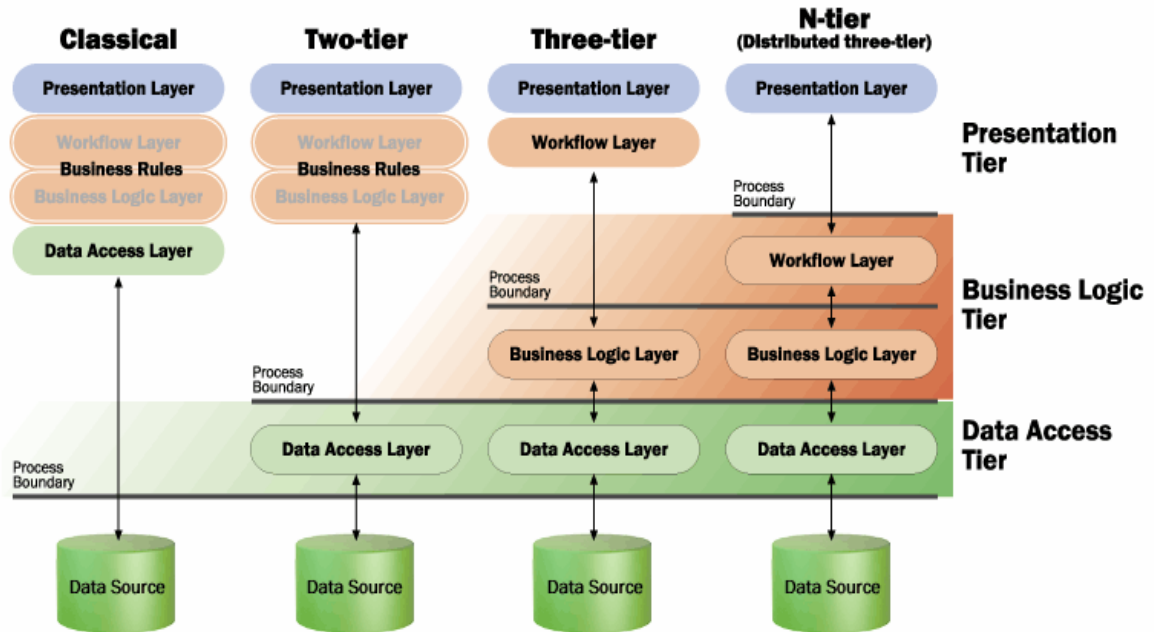 Classical
Two-tier
Three-tier
N-tier
(Distributed three-tier)
Presentation Layer
Presentation Layer
Presentation Layer
Presentation Layer
Workflow Layer
Business Rules
Business Logic Layer
Workflow Layer
Business Rules
Business Logic Layer
Workflow Layer
Presentation
Tier
Data Access Layer
Process
Boundary
Workflow Layer
Process
Boundary
Business Logic
Tier
Business Logic Layer
Business Logic Layer
Process
Boundary
Data Access Layer
Data Access Layer
Data Access Layer
Data Access
Tier
Process
Boundary
Data Source
Data Source
Data Source
Data Source